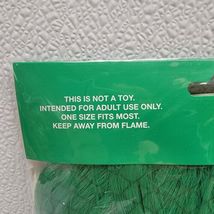 THIS IS NOT A TOY.
INTENDED FOR ADULT USE ONLY.
ONE SIZE FITS MOST.
KEEP AWAY FROM FLAME.